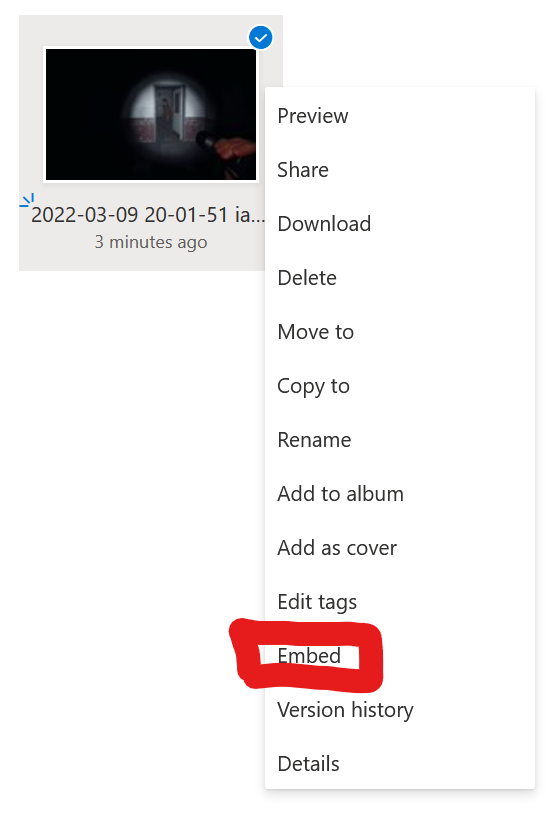 2022-03-09 20-01-51 ia...
3 minutes ago
Preview
Share
Download
Delete
Move to
Copy to
Rename
Add to album
Add as cover
Edit tags
Embed
Version history
Details